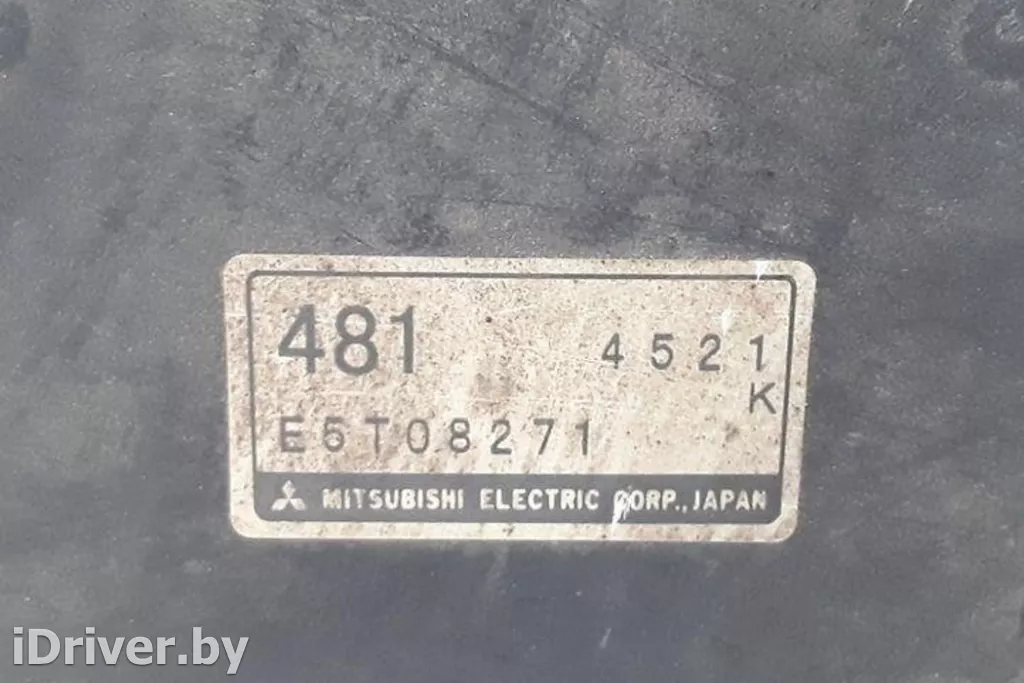 481 4521
K
E5T08271
MITSUBISHI ELECTRIC CORP., JAPAN
iDriver.by